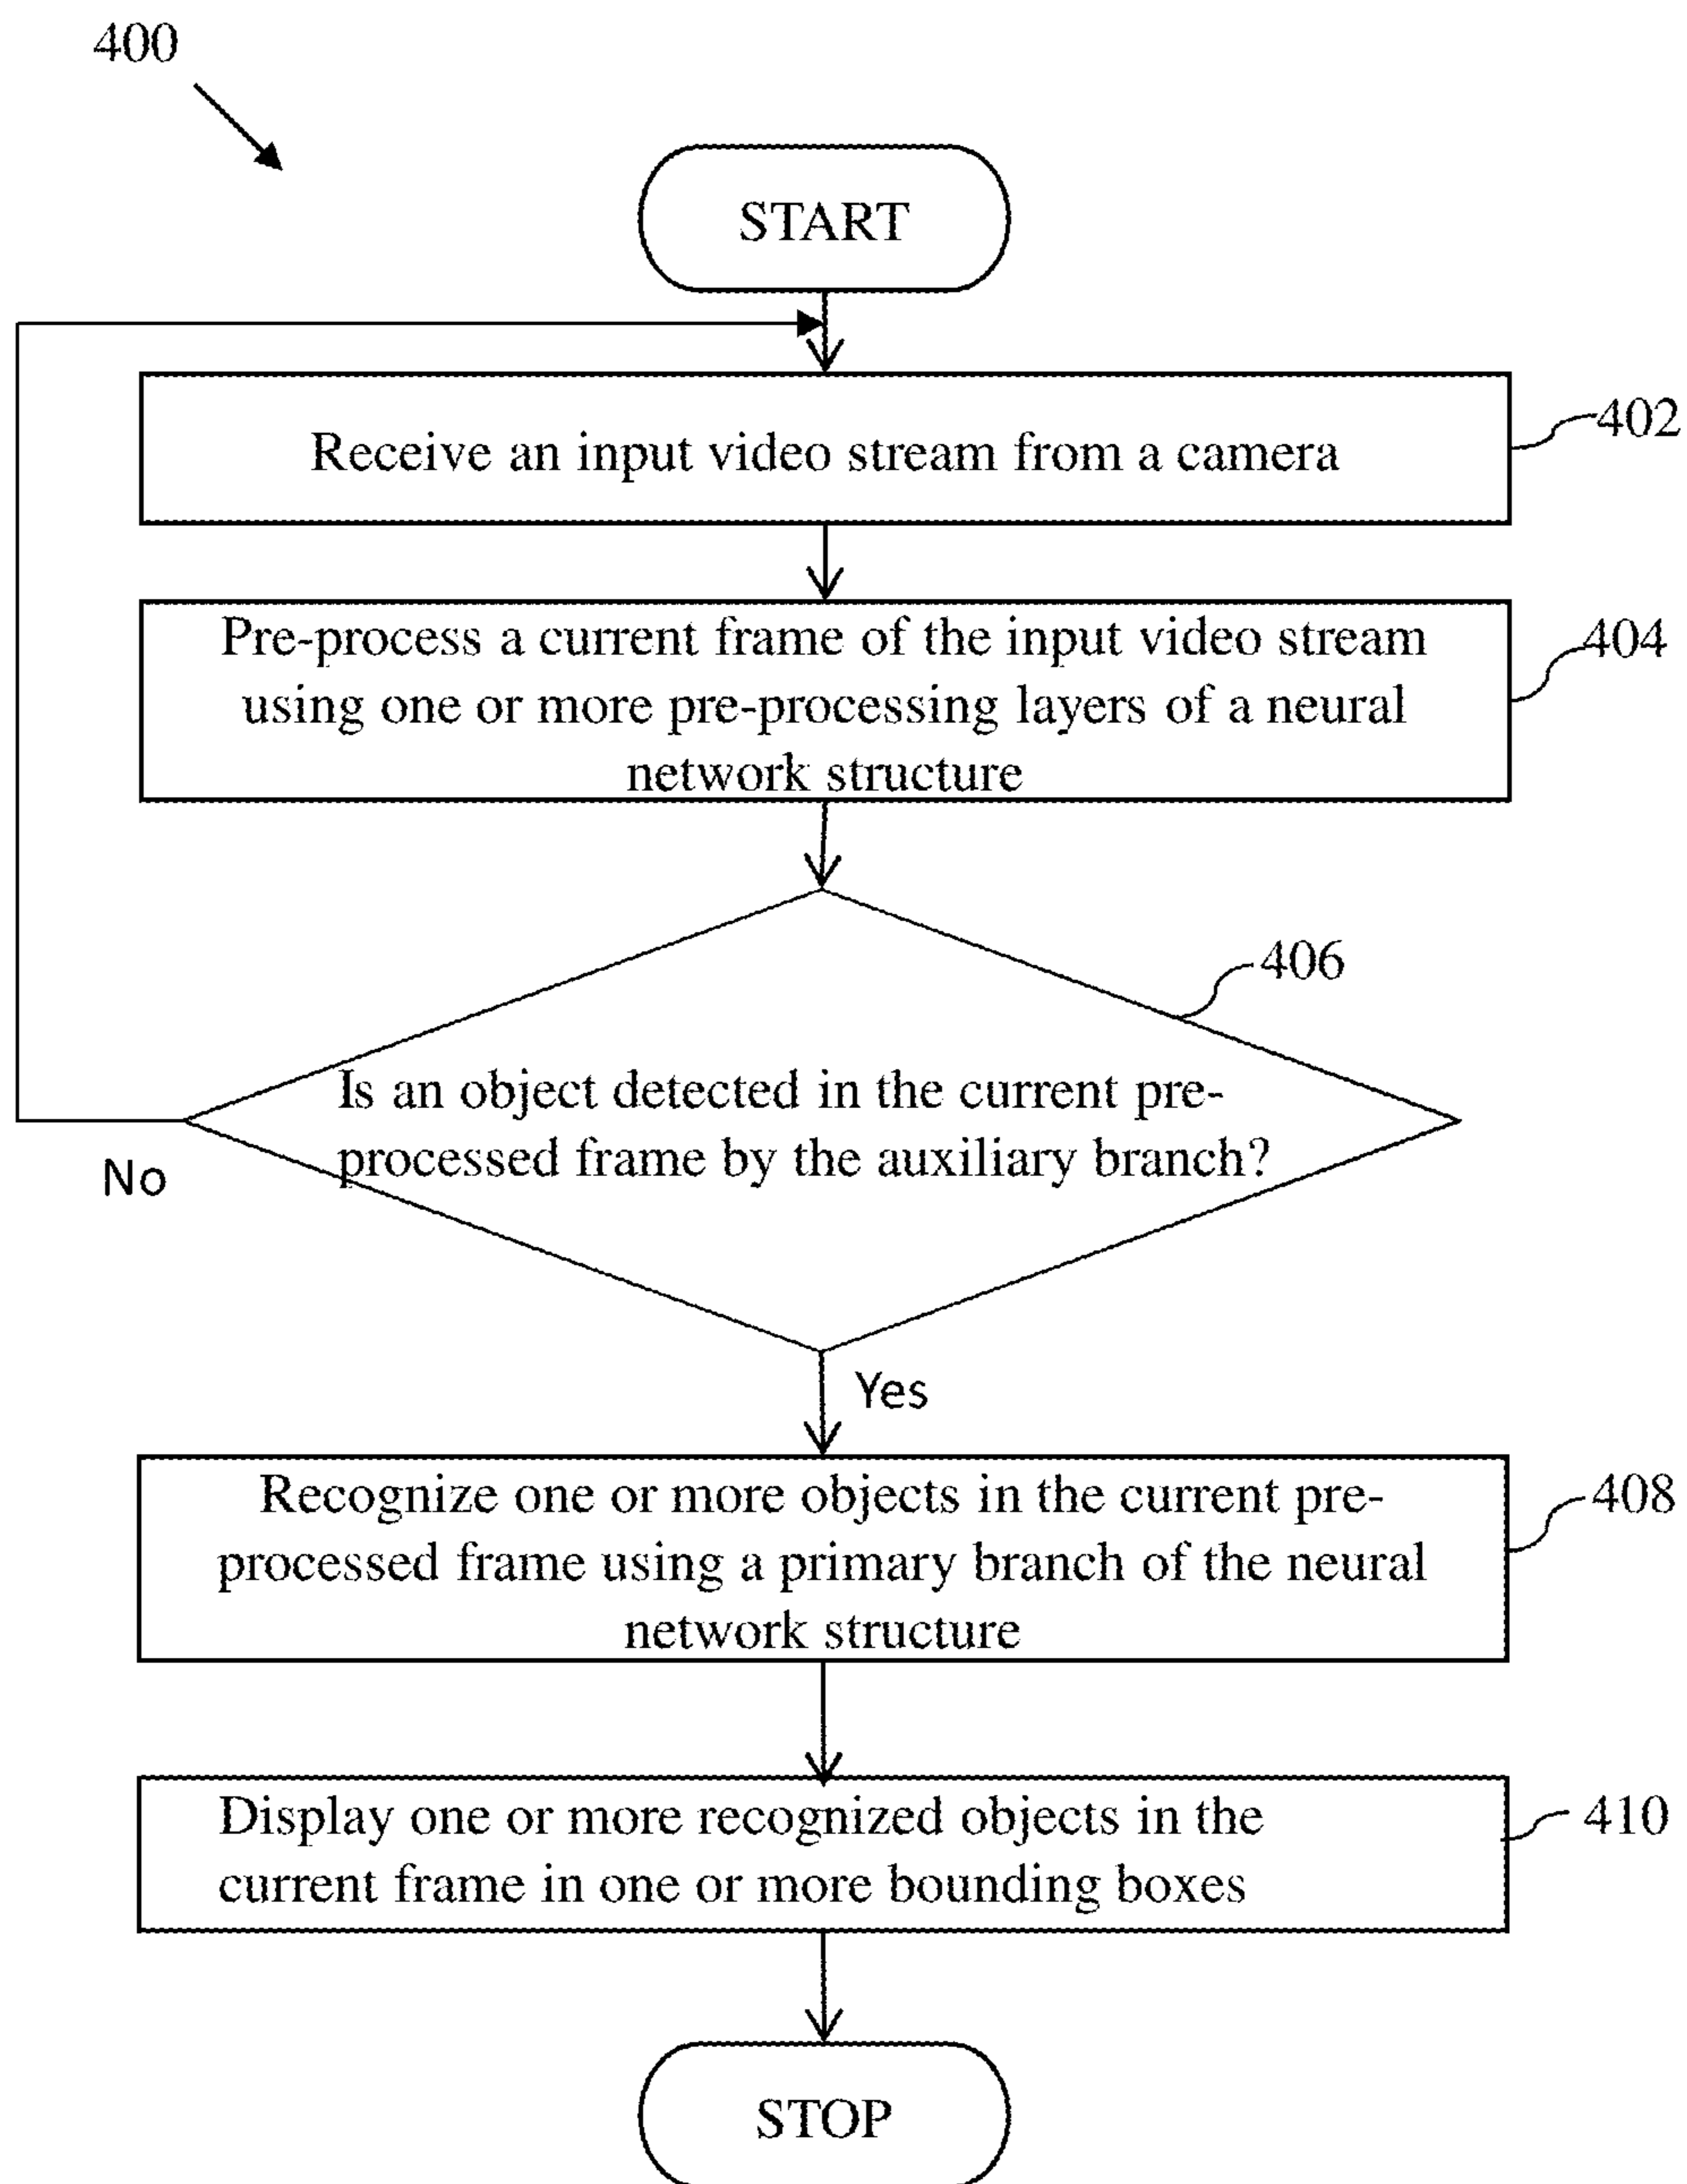 400
START
Receive an input video stream from a camera
402
Pre-process a current frame of the input video stream
using one or more pre-processing layers of a neural
network structure
404
406
Is an object detected in the current pre-
processed frame by the auxiliary branch?
No
Yes
Recognize one or more objects in the current pre-
processed frame using a primary branch of the neural
network structure
408
Display one or more recognized objects in the
current frame in one or more bounding boxes
410
STOP